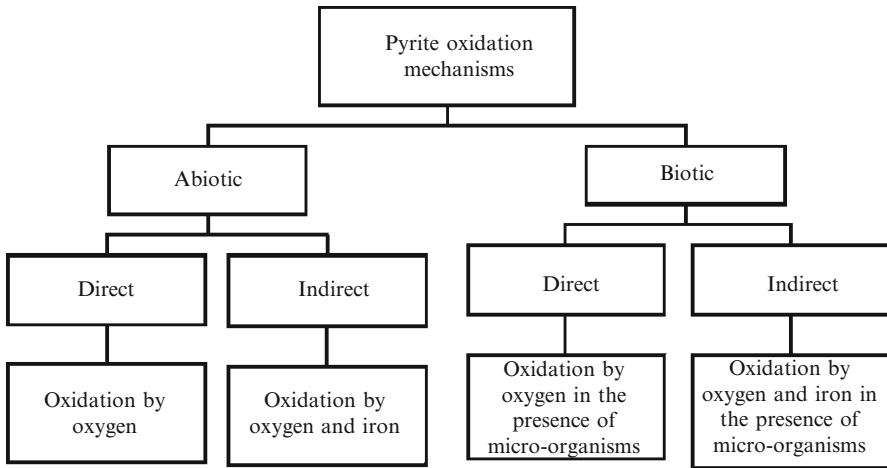 Pyrite oxidation
mechanisms
Abiotic
Biotic
Direct
Indirect
Direct
Indirect
Oxidation by
oxygen
Oxidation by
oxygen and iron
Oxidation by
oxygen in the
presence of
micro-organisms
Oxidation by
oxygen and iron in
the presence of
micro-organisms